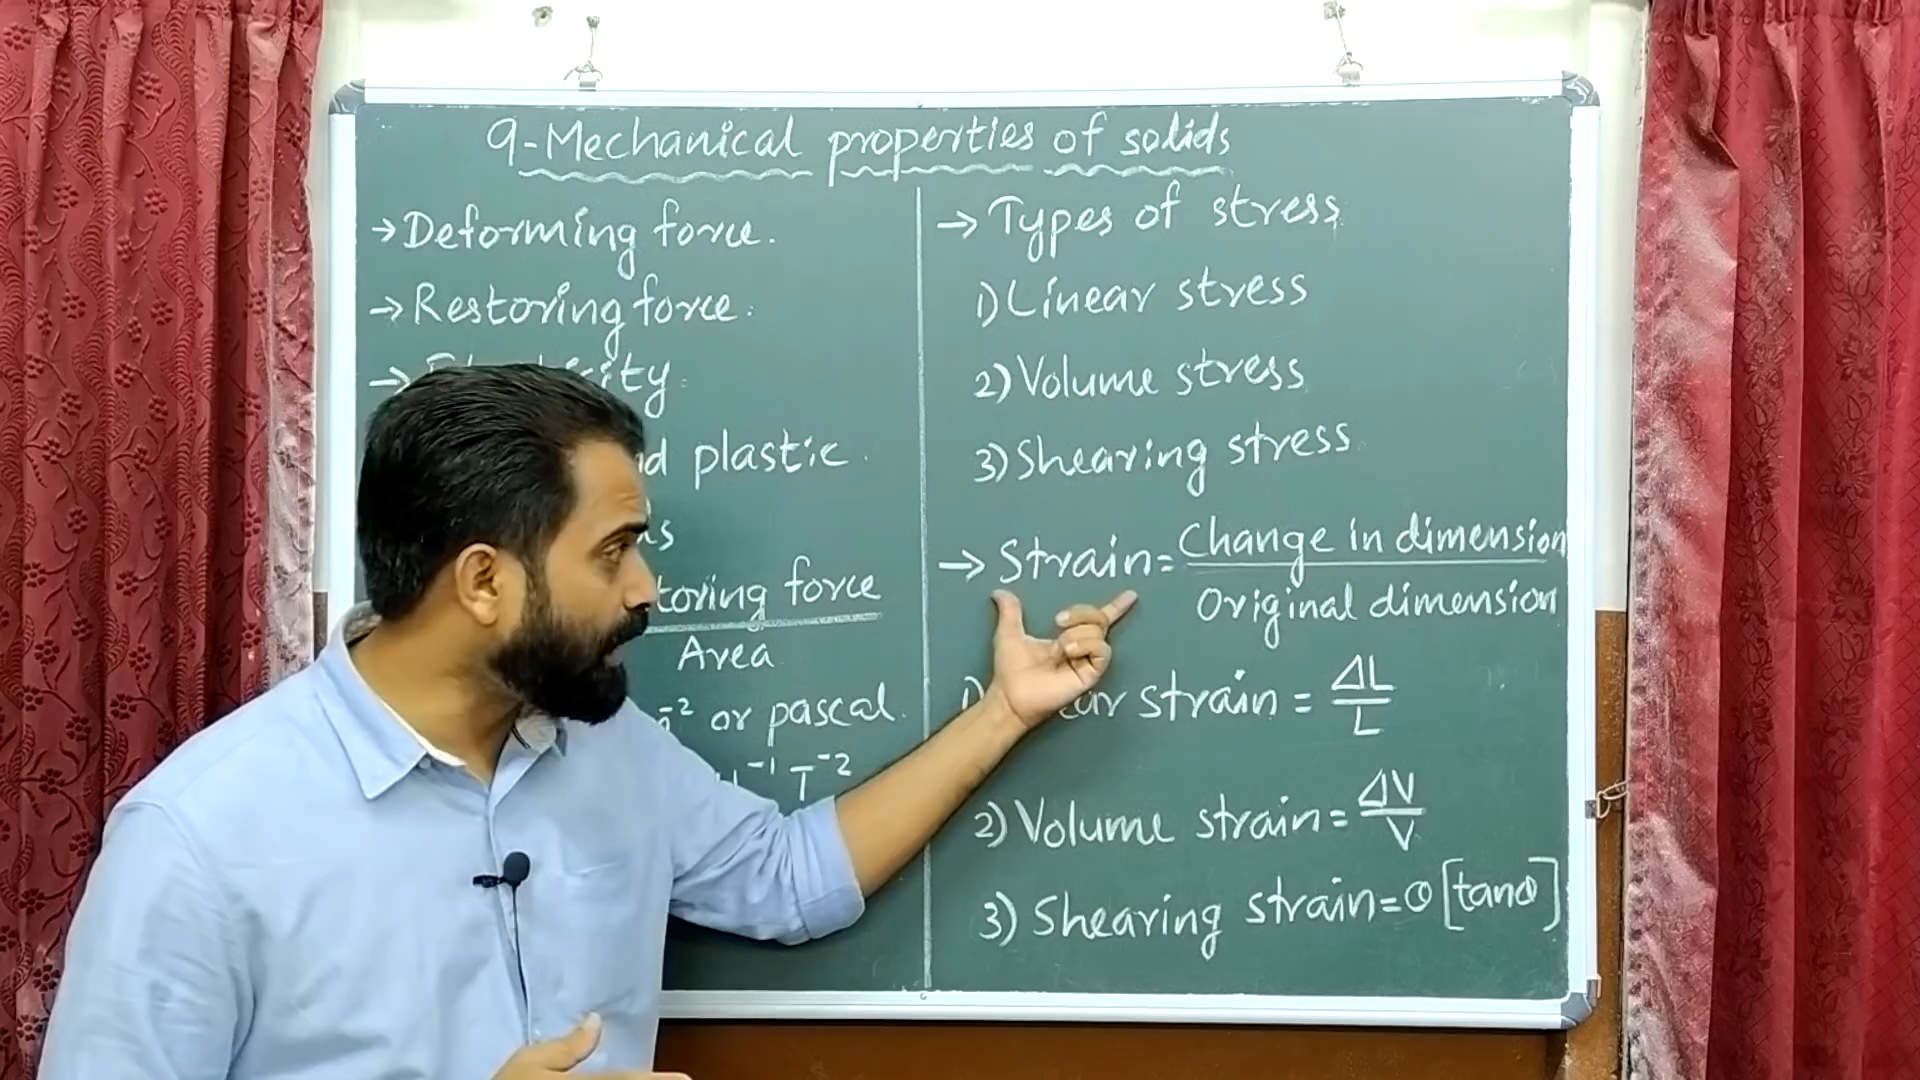 9-Mechanical properties of solids
→Deforming force.
→Restoring force.
→
plastic.
force
Area
or pascal.
T⁻²
→Types of stress
1)Linear stress
2)Volume stress
3)Shearing stress
→Strain= Change in dimension
Original dimension
strain = ΔL
L
2)Volume strain= ΔV
V
3) Shearing strain=θ [tanθ]